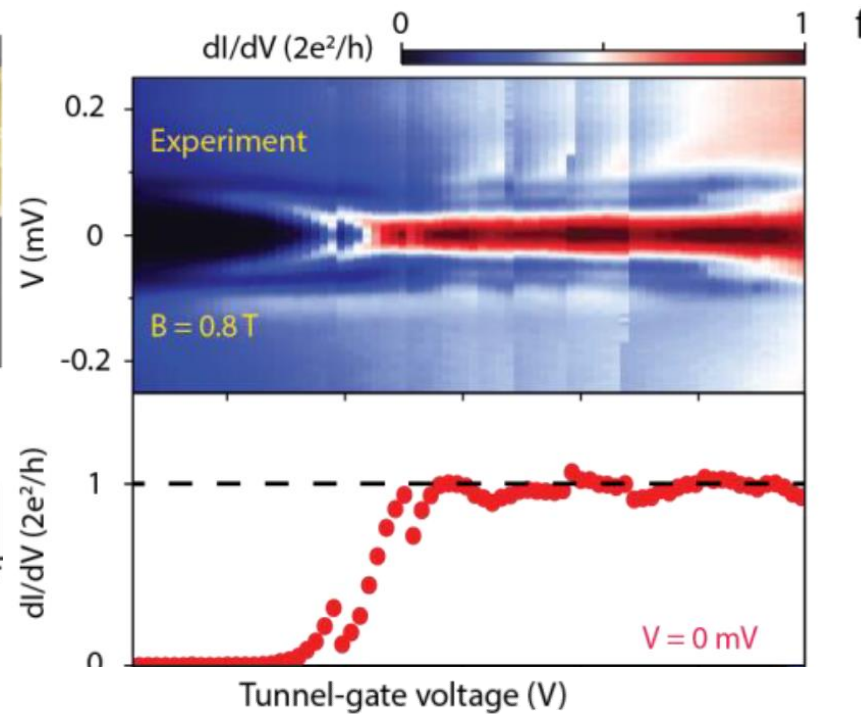 0 1
dI/dV (2e²/h)
0.2
Experiment
V (mV)
0
B = 0.8 T
-0.2
dI/dV (2e²/h)
1
V = 0 mV
0
Tunnel-gate voltage (V)